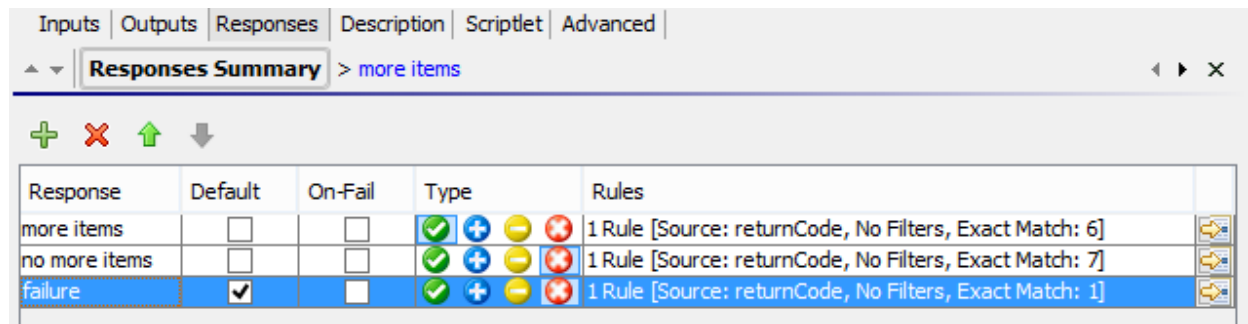 Inputs Outputs Responses Description Scriptlet Advanced
Responses Summary > more items
Response Default On-Fail Type Rules
more items 1 Rule [Source: returnCode, No Filters, Exact Match: 6]
no more items 1 Rule [Source: returnCode, No Filters, Exact Match: 7]
failure 1 Rule [Source: returnCode, No Filters, Exact Match: 1]